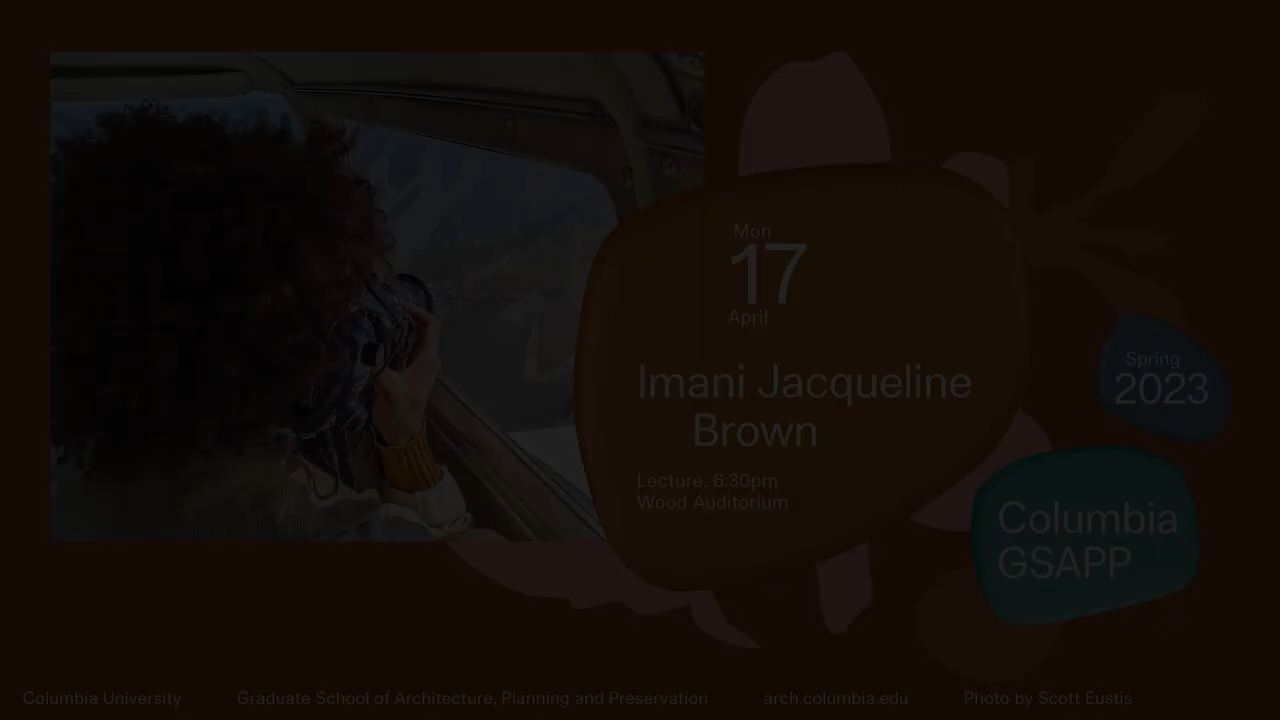 Mon
17
April
Imani Jacqueline
Brown
Lecture, 6:30pm
Wood Auditorium
Spring
2023
Columbia
GSAPP
Columbia University
Graduate School of Architecture, Planning and Preservation
arch.columbia.edu
Photo by Scott Eustis